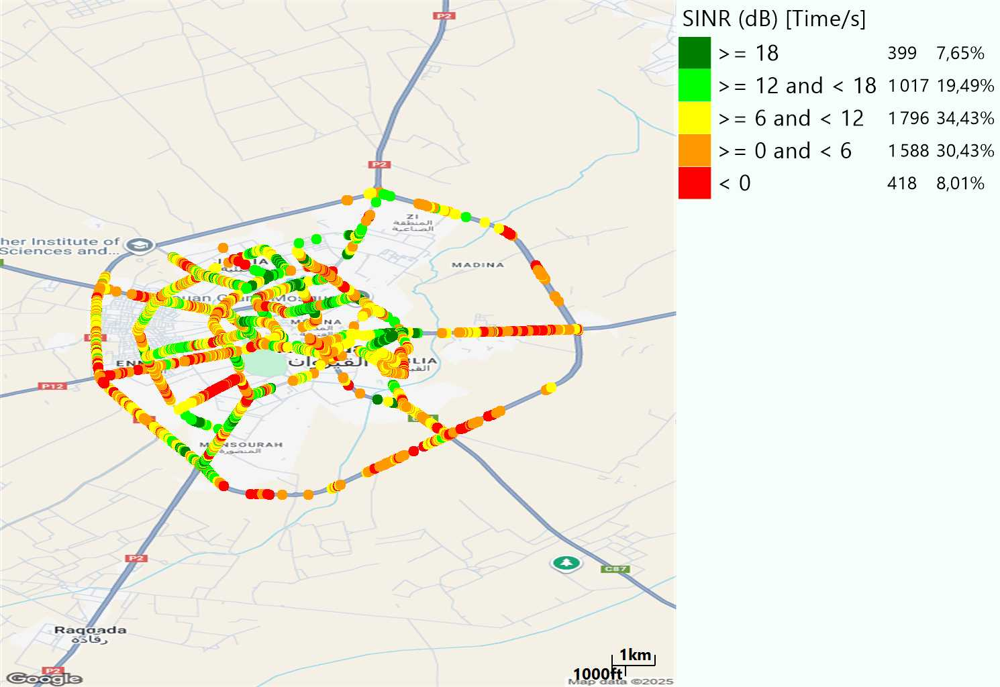 SINR (dB) [Time/s]
>= 18 399 7,65%
>= 12 and < 18 1 017 19,49%
>= 6 and < 12 1 796 34,43%
>= 0 and < 6 1 588 30,43%
< 0 418 8,01%
P2
P2
ZI
المنطقة
الصناعية
her Institute of
Sciences and...
MADINA
P12
القيروان
MANSOURAH
المنصورة
P2
C87
Raqqada
رقادة
P2
1km
1000ft
Google
Map data ©2025